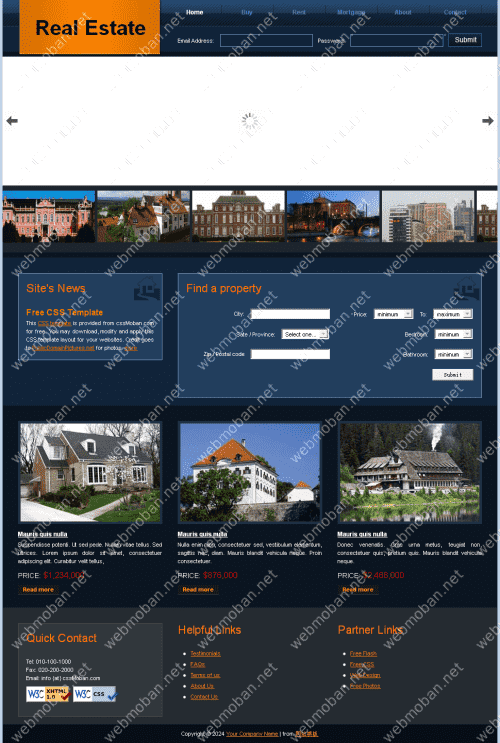 Real Estate
Home Buy Rent Mortgage About Contact
Email Address: Password: Submit
Site's News
Free CSS Template
This CSS template is provided from cssMoban.com
for free. You may download, modify and apply this
CSS template layout for your websites. Credit goes
to PublicDomainPictures.net for photos.
Find a property
City: Price: minimum To: maximum
State / Province: Select one... Bedroom: minimum
Zip / Postal code Bathroom: minimum
Submit
Mauris quis nulla
Suspendisse potenti. Ut sed pede. Nullam vitae tellus. Sed
ultrices. Lorem ipsum dolor sit amet, consectetuer
adipiscing elit. Curabitur velit tellus,
PRICE: $1,234,000
Read more
Mauris quis nulla
Nulla enim sem, consectetuer sed, vestibulum elementum,
sagittis nec, diam. Mauris blandit vehicula neque. Proin
consectetuer.
PRICE: $876,000
Read more
Mauris quis nulla
Donec venenatis, eros urna metus, feugiat non,
consectetuer quis, pretium quis. Mauris blandit vehicula
neque.
PRICE: $2,468,000
Read more
Quick Contact
Tel: 010-100-1000
Fax: 020-200-2000
Email: info (at) cssMoban.com
W3C XHTML 1.0
W3C CSS
Helpful Links
Testimonials
FAQs
Terms of us
About Us
Contact Us
Partner Links
Free Flash
Free CSS
Web Design
Free Photos
Copyright © 2024 Your Company Name | from
webmoban.net